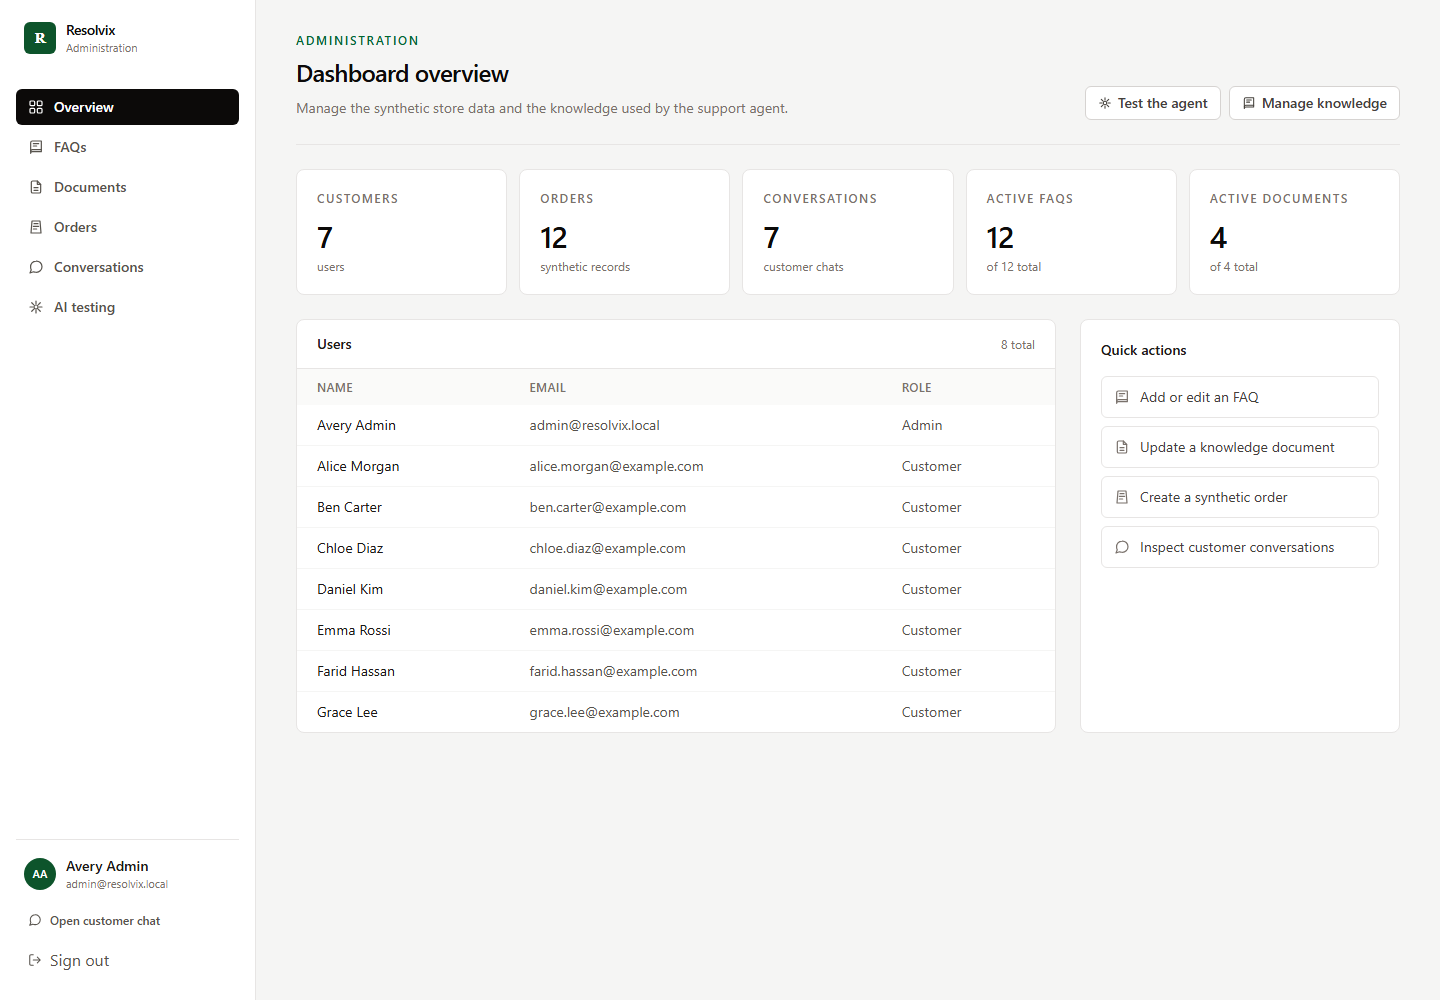 R
Resolvix
Administration
Overview
FAQs
Documents
Orders
Conversations
AI testing
AA
Avery Admin
admin@resolvix.local
Open customer chat
Sign out
ADMINISTRATION
Dashboard overview
Manage the synthetic store data and the knowledge used by the support agent.
Test the agent
Manage knowledge
CUSTOMERS
7
users
ORDERS
12
synthetic records
CONVERSATIONS
7
customer chats
ACTIVE FAQS
12
of 12 total
ACTIVE DOCUMENTS
4
of 4 total
Users 8 total
NAME EMAIL ROLE
Avery Admin admin@resolvix.local Admin
Alice Morgan alice.morgan@example.com Customer
Ben Carter ben.carter@example.com Customer
Chloe Diaz chloe.diaz@example.com Customer
Daniel Kim daniel.kim@example.com Customer
Emma Rossi emma.rossi@example.com Customer
Farid Hassan farid.hassan@example.com Customer
Grace Lee grace.lee@example.com Customer
Quick actions
Add or edit an FAQ
Update a knowledge document
Create a synthetic order
Inspect customer conversations